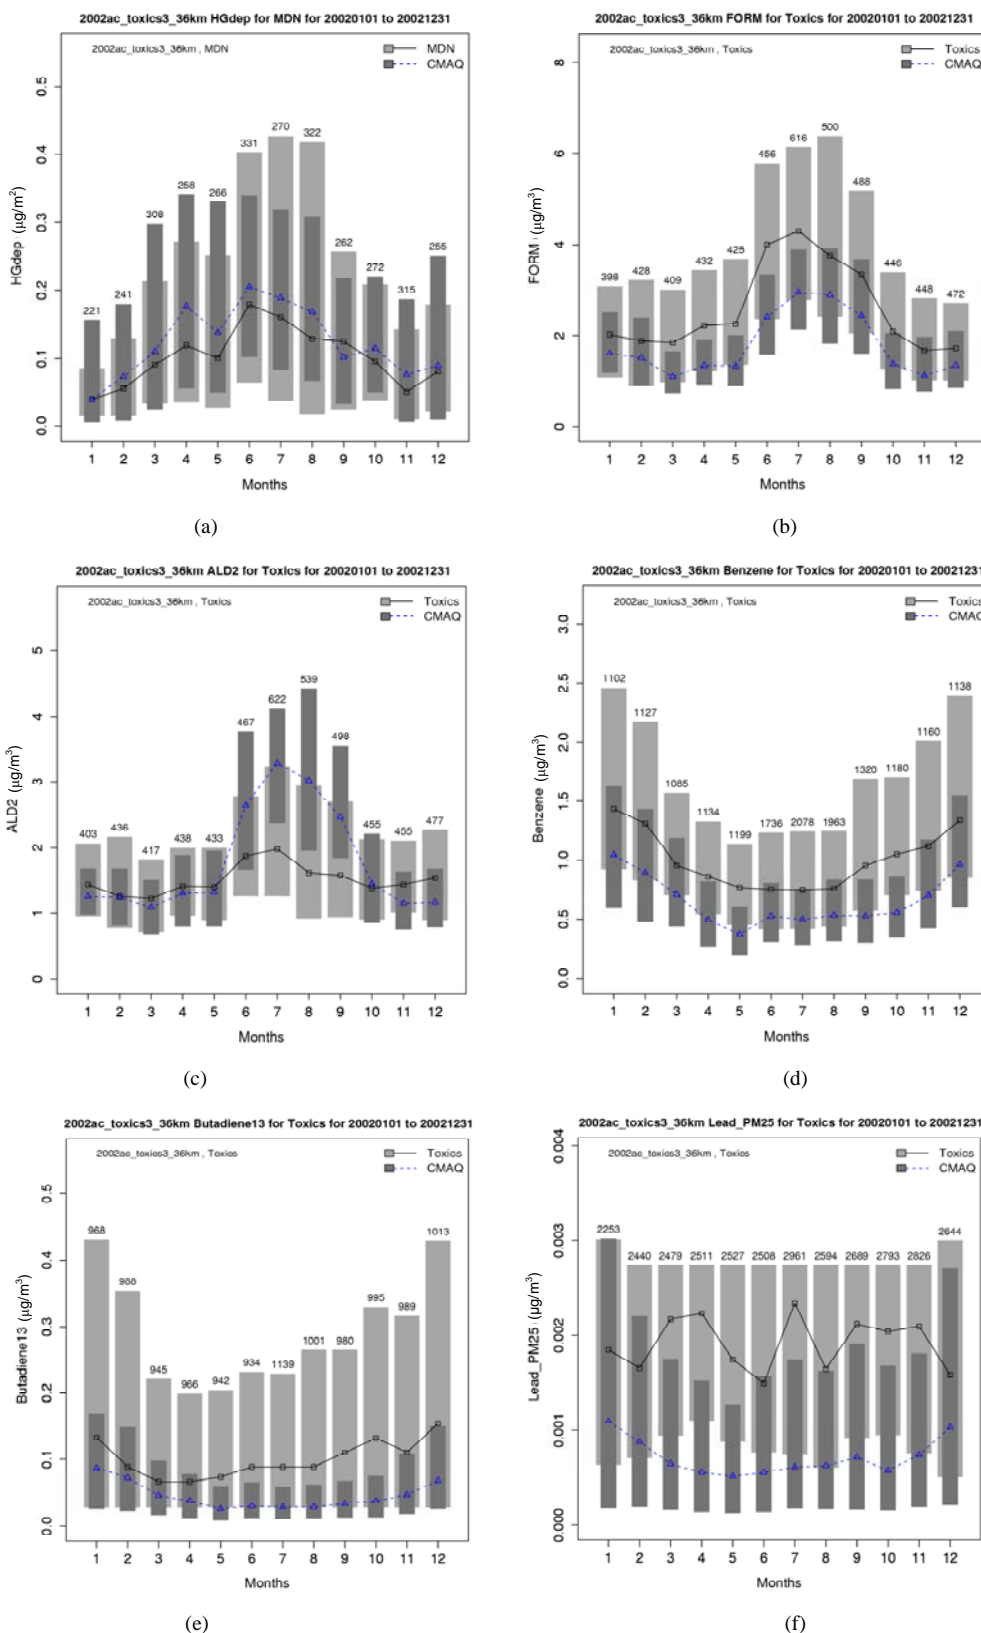 2002ac_toxics3_36km HGdep for MDN for 20020101 to 20021231
2002ac_toxics3_36km , MDN
MDN
CMAQ
HGdep (µg/m²)
0.5
0.4
0.3
0.2
0.1
0.0
221 241 308 258 266 331 270 322 262 272 315 255
1 2 3 4 5 6 7 8 9 10 11 12
Months
(a)
2002ac_toxics3_36km FORM for Toxics for 20020101 to 20021231
2002ac_toxics3_36km , Toxics
Toxics
CMAQ
FORM (µg/m³)
8
6
4
2
0
398 428 409 432 425 456 616 500 488 446 448 472
1 2 3 4 5 6 7 8 9 10 11 12
Months
(b)
2002ac_toxics3_36km ALD2 for Toxics for 20020101 to 20021231
2002ac_toxics3_36km , Toxics
Toxics
CMAQ
ALD2 (µg/m³)
5
4
3
2
1
0
403 436 417 438 433 467 622 539 498 455 455 477
1 2 3 4 5 6 7 8 9 10 11 12
Months
(c)
2002ac_toxics3_36km Benzene for Toxics for 20020101 to 20021231
2002ac_toxics3_36km , Toxics
Toxics
CMAQ
Benzene (µg/m³)
3.0
2.5
2.0
1.5
1.0
0.5
0.0
1102 1127 1085 1134 1199 1736 2078 1963 1320 1180 1160 1138
1 2 3 4 5 6 7 8 9 10 11 12
Months
(d)
2002ac_toxics3_36km Butadiene13 for Toxics for 20020101 to 20021231
2002ac_toxics3_36km , Toxics
Toxics
CMAQ
Butadiene13 (µg/m³)
0.5
0.4
0.3
0.2
0.1
0.0
968 945 966 942 934 1139 1001 980 995 989 1013
1 2 3 4 5 6 7 8 9 10 11 12
Months
(e)
2002ac_toxics3_36km Lead_PM25 for Toxics for 20020101 to 20021231
2002ac_toxics3_36km , Toxics
Toxics
CMAQ
Lead_PM25 (µg/m³)
0.004
0.003
0.002
0.001
0.000
2253 2440 2479 2511 2527 2508 2961 2594 2689 2793 2826 2644
1 2 3 4 5 6 7 8 9 10 11 12
Months
(f)